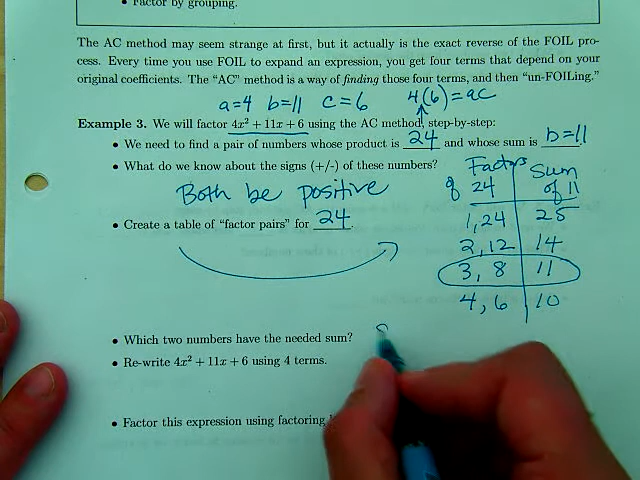 • Factor by grouping.
The AC method may seem strange at first, but it actually is the exact reverse of the FOIL pro-
cess. Every time you use FOIL to expand an expression, you get four terms that depend on your
original coefficients. The “AC” method is a way of finding those four terms, and then “un-FOILing.”
a=4 b=11 c=6 4(6)=ac
Example 3. We will factor 4x² + 11x + 6 using the AC method, step-by-step:
• We need to find a pair of numbers whose product is 24 and whose sum is b=11.
• What do we know about the signs (+/-) of these numbers?
Both be positive
Factors of 24 Sum of 11
1,24 25
2,12 14
3, 8 11
4, 6 10
• Create a table of “factor pairs” for 24.
• Which two numbers have the needed sum?
• Re-write 4x² + 11x + 6 using 4 terms.
• Factor this expression using factoring